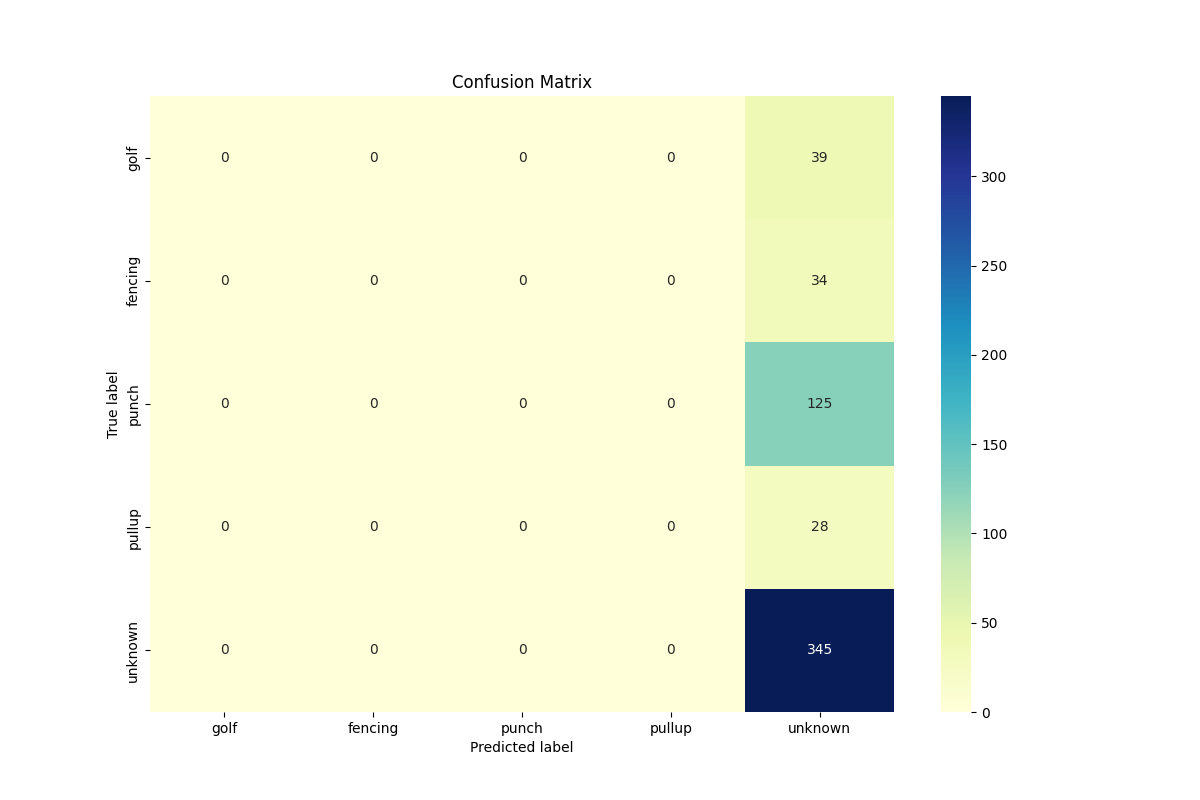 Confusion Matrix
golf 0 0 0 0 39
fencing 0 0 0 0 34
punch 0 0 0 0 125
pullup 0 0 0 0 28
unknown 0 0 0 0 345
True label
golf fencing punch pullup unknown
Predicted label
300
250
200
150
100
50
0